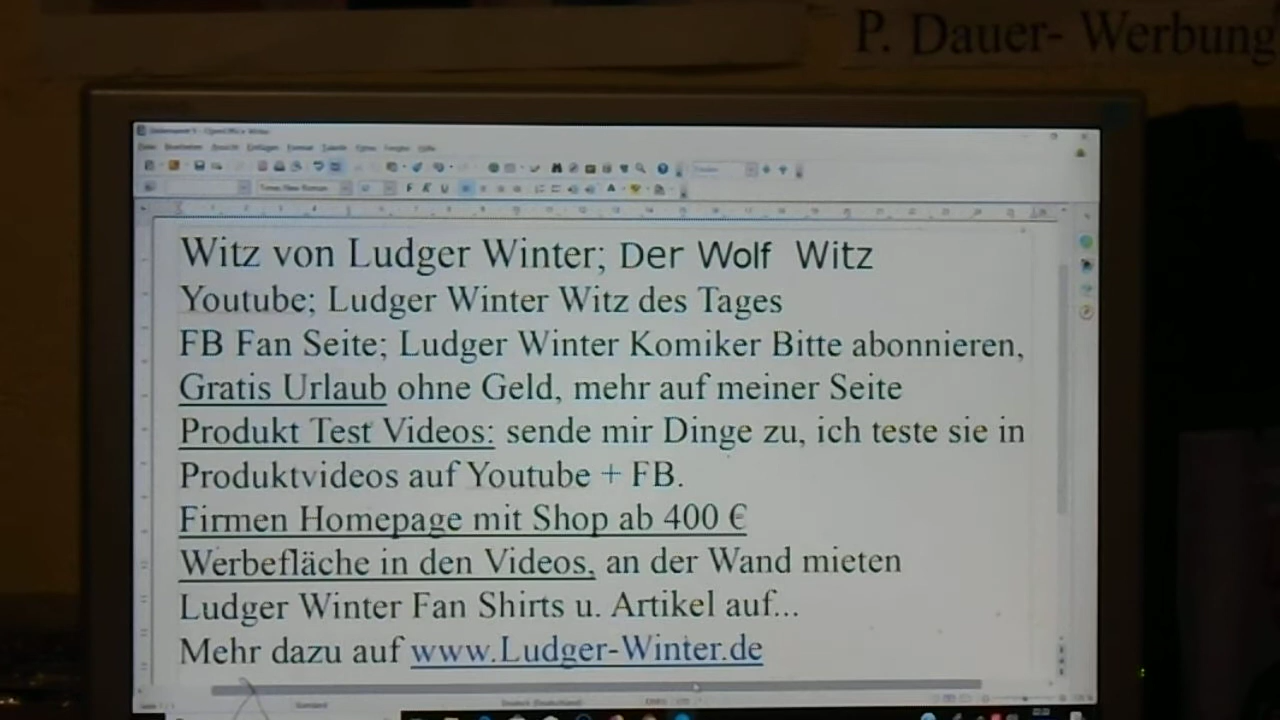 P. Dauer- Werbung
Witz von Ludger Winter; Der Wolf Witz
Youtube; Ludger Winter Witz des Tages
FB Fan Seite; Ludger Winter Komiker Bitte abonnieren,
Gratis Urlaub ohne Geld, mehr auf meiner Seite
Produkt Test Videos: sende mir Dinge zu, ich teste sie in
Produktvideos auf Youtube + FB.
Firmen Homepage mit Shop ab 400 €
Werbefläche in den Videos, an der Wand mieten
Ludger Winter Fan Shirts u. Artikel auf...
Mehr dazu auf www.Ludger-Winter.de